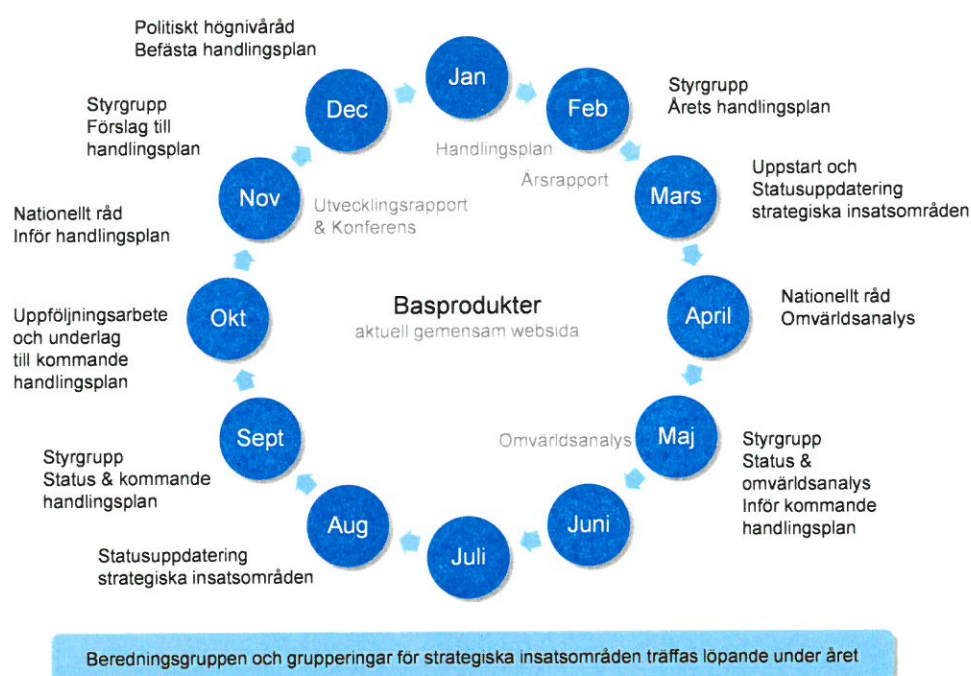 Politiskt högnivåråd
Befästa handlingsplan
Jan
Dec
Feb
Styrgrupp
Årets handlingsplan
Styrgrupp
Förslag till
handlingsplan
Handlingsplan
Årsrapport
Mars
Uppstart och
Statusuppdatering
strategiska insatsområden
Nov
Utvecklingsrapport
& Konferens
Nationellt råd
Inför handlingsplan
Basprodukter
aktuell gemensam websida
April
Nationellt råd
Omvärldsanalys
Okt
Uppföljningsarbete
och underlag
till kommande
handlingsplan
Sept
Omvärldsanalys
Maj
Styrgrupp
Status &
omvärldsanalys
Inför kommande
handlingsplan
Styrgrupp
Status & kommande
handlingsplan
Aug
Juni
Juli
Statusuppdatering
strategiska insatsområden
Beredningsgruppen och grupperingar för strategiska insatsområden träffas löpande under året